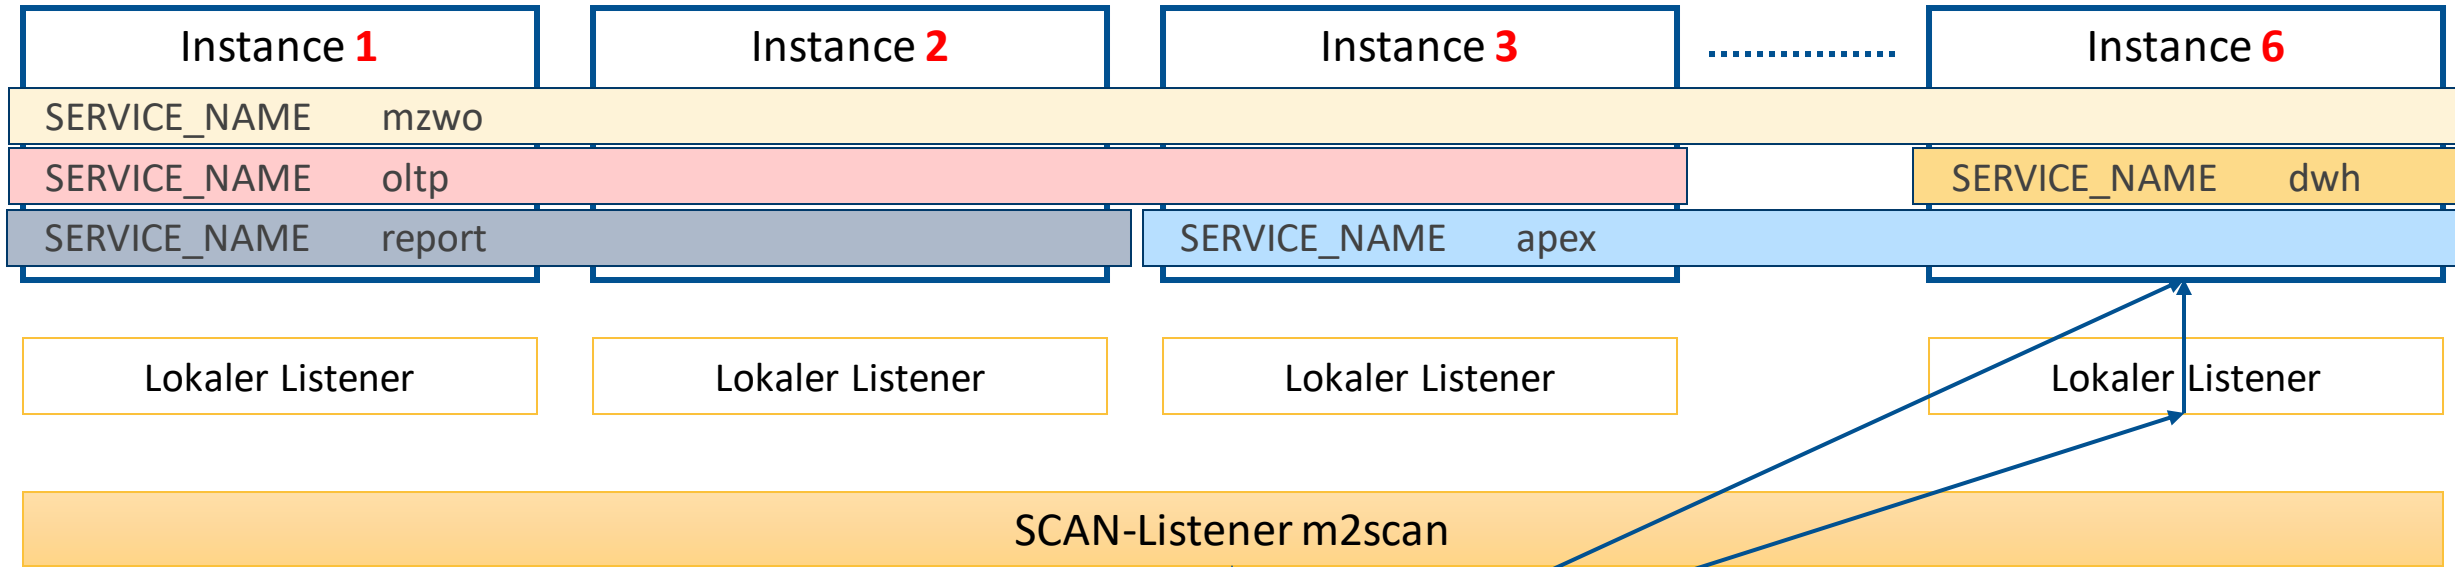 Instance 1 Instance 2 Instance 3 ................ Instance 6
SERVICE_NAME mzwo
SERVICE_NAME oltp SERVICE_NAME dwh
SERVICE_NAME report SERVICE_NAME apex
Lokaler Listener Lokaler Listener Lokaler Listener Lokaler Listener
SCAN-Listener m2scan